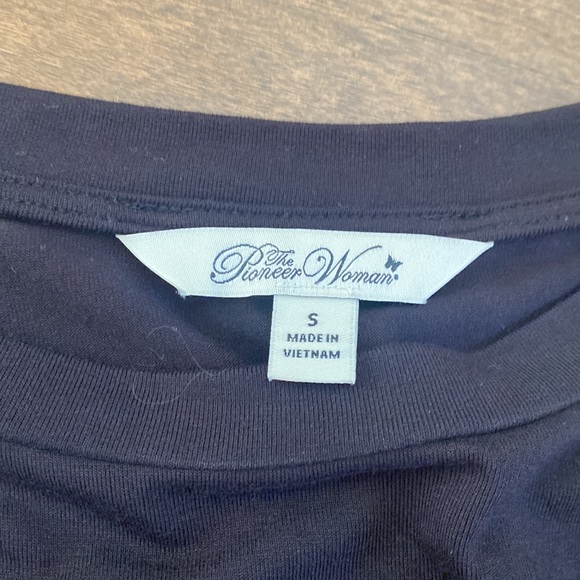 The
Pioneer Woman
S
MADE IN
VIETNAM